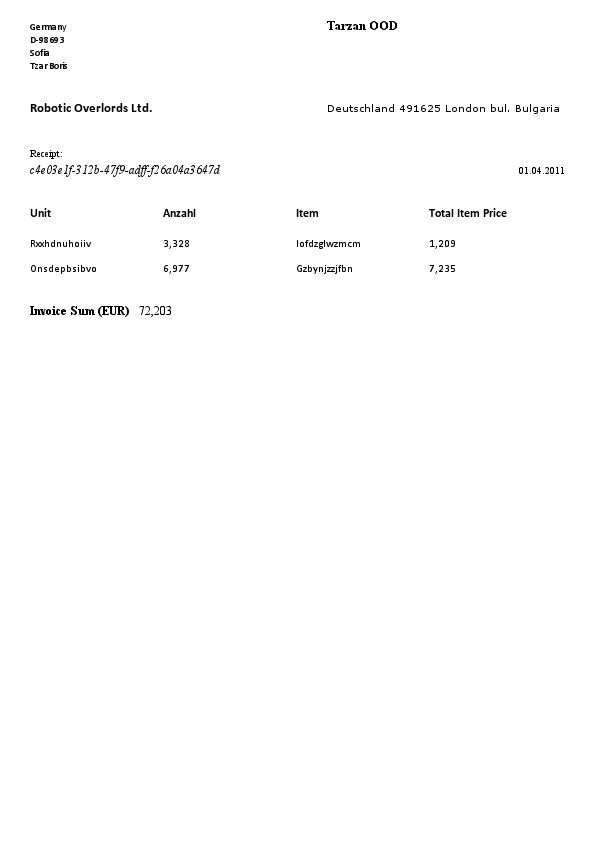 Germany
D-98693
Sofia
Tzar Boris
Tarzan OOD
Robotic Overlords Ltd.
Deutschland 491625 London bul. Bulgaria
Receipt:
c4e03e1f-312b-47f9-adff-f26a04a3647d
01.04.2011
Unit Anzahl Item Total Item Price
Rxxhdnuhoiiv 3,328 Iofdzglwzmcm 1,209
Onsdepbsibvo 6,977 Gzbynjzzjfbn 7,235
Invoice Sum (EUR) 72,203